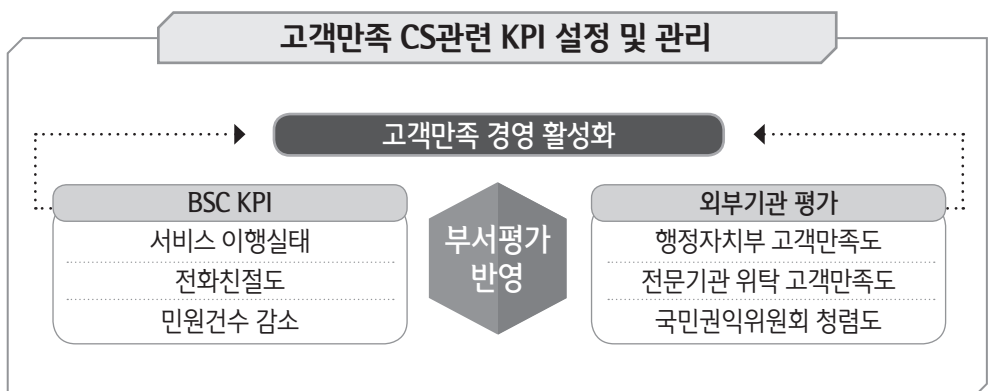 고객만족 CS관련 KPI 설정 및 관리
고객만족 경영 활성화
BSC KPI
서비스 이행실태
전화친절도
민원건수 감소
부서평가
반영
외부기관 평가
행정자치부 고객만족도
전문기관 위탁 고객만족도
국민권익위원회 청렴도